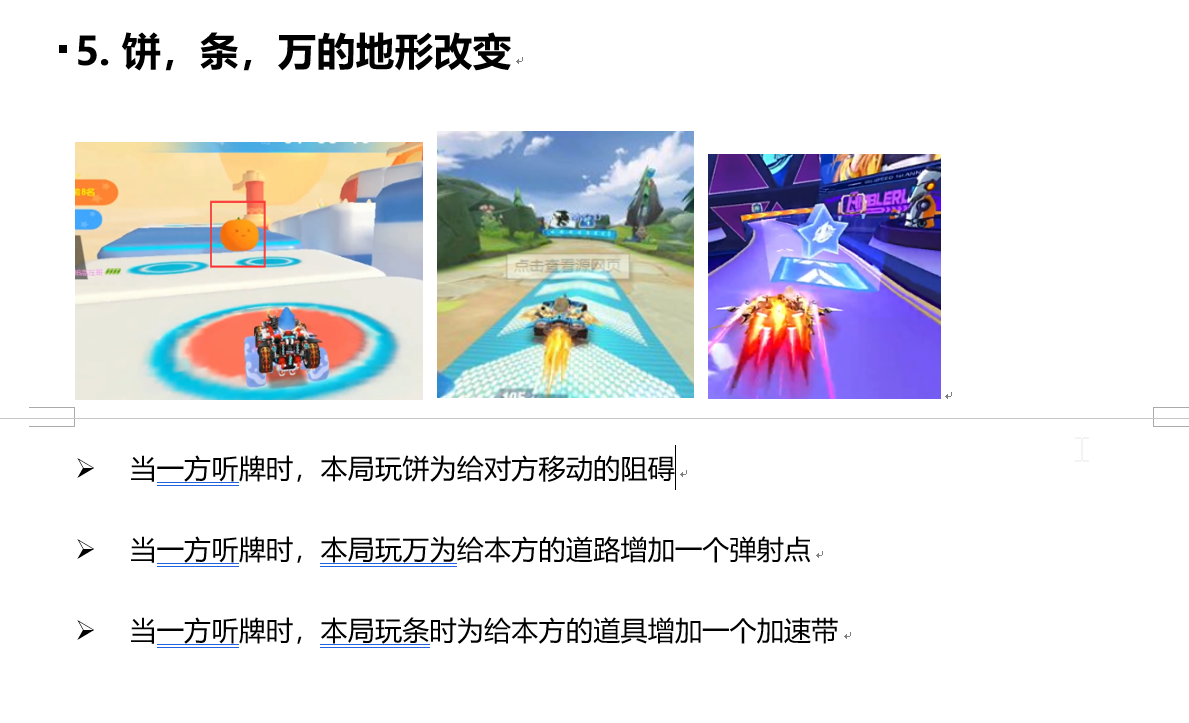 5. 饼，条，万的地形改变
点击查看源网页
当一方听牌时，本局玩饼为给对方移动的阻碍
当一方听牌时，本局玩万为给本方的道路增加一个弹射点
当一方听牌时，本局玩条时为给本方的道具增加一个加速带